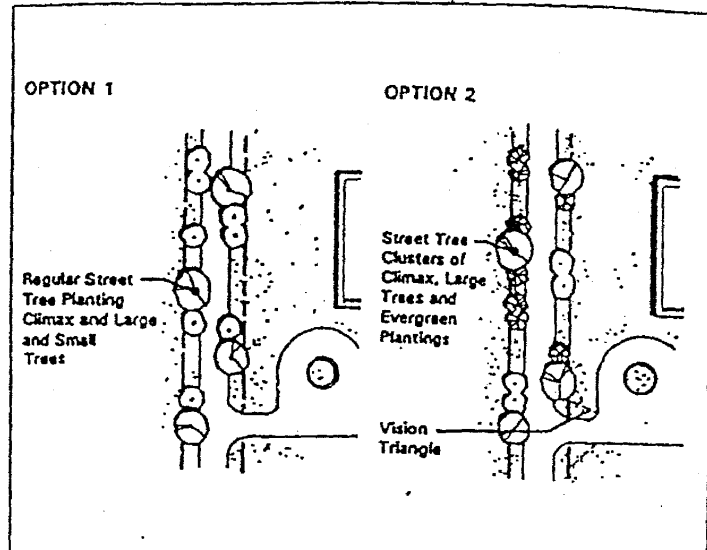 OPTION 1
Regular Street
Tree Planting
Climax and Large
and Small
Trees
OPTION 2
Street Tree
Clusters of
Climax, Large
Trees and
Evergreen
Plantings
Vision
Triangle